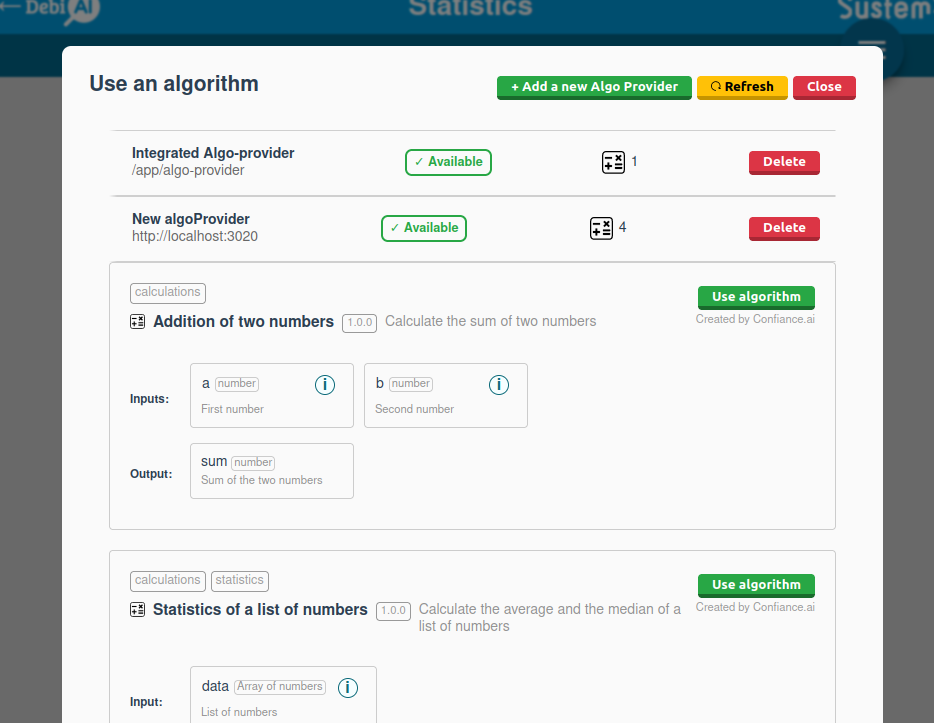 ← Debi AI
Statistics
System
Use an algorithm
+ Add a new Algo Provider
Refresh
Close
Integrated Algo-provider
/app/algo-provider
✓ Available
1
Delete
New algoProvider
http://localhost:3020
✓ Available
4
Delete
calculations
Use algorithm
Addition of two numbers 1.0.0 Calculate the sum of two numbers
Created by Confiance.ai
Inputs:
a number
First number
b number
Second number
Output:
sum number
Sum of the two numbers
calculations statistics
Use algorithm
Statistics of a list of numbers 1.0.0 Calculate the average and the median of a
list of numbers
Created by Confiance.ai
Input:
data Array of numbers
List of numbers